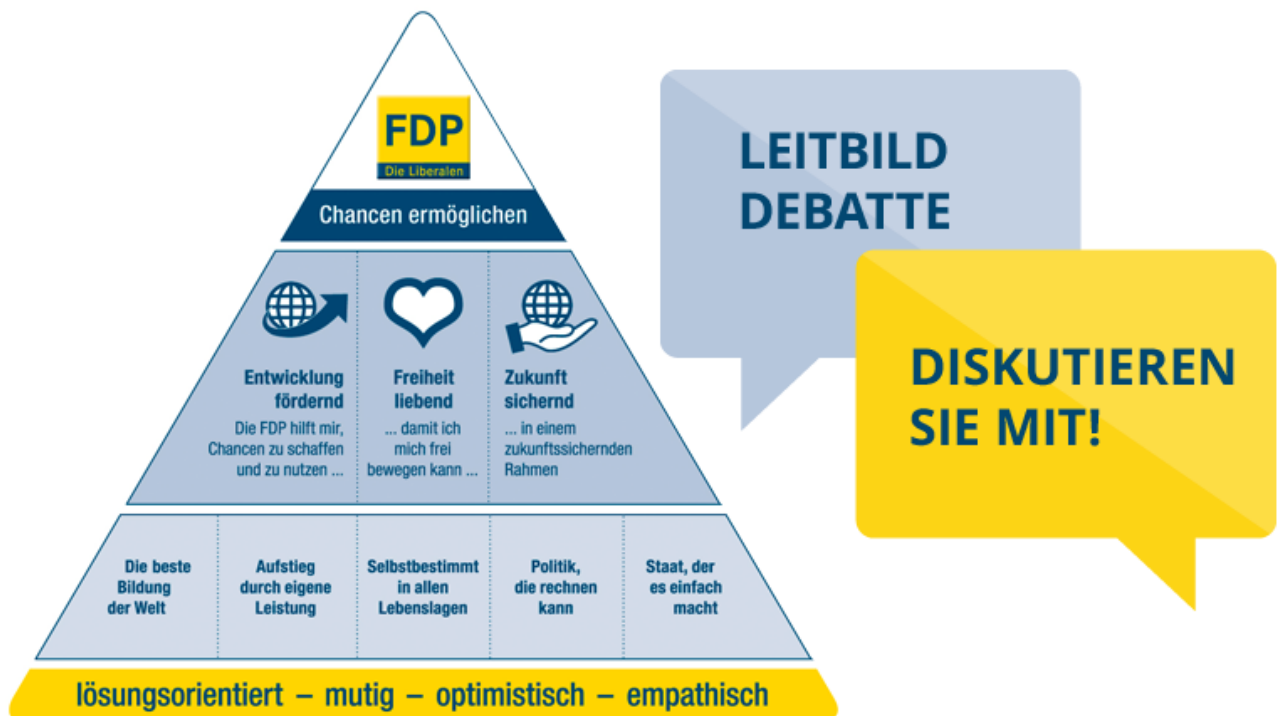 FDP
Die Liberalen
Chancen ermöglichen
Entwicklung
fördernd
Die FDP hilft mir,
Chancen zu schaffen
und zu nutzen ...
Freiheit
liebend
... damit ich
mich frei
bewegen kann ...
Zukunft
sichernd
... in einem
zukunftssichernden
Rahmen
Die beste
Bildung
der Welt
Aufstieg
durch eigene
Leistung
Selbstbestimmt
in allen
Lebenslagen
Politik,
die rechnen
kann
Staat, der
es einfach
macht
lösungsorientiert – mutig – optimistisch – empathisch
LEITBILD
DEBATTE
DISKUTIEREN
SIE MIT!